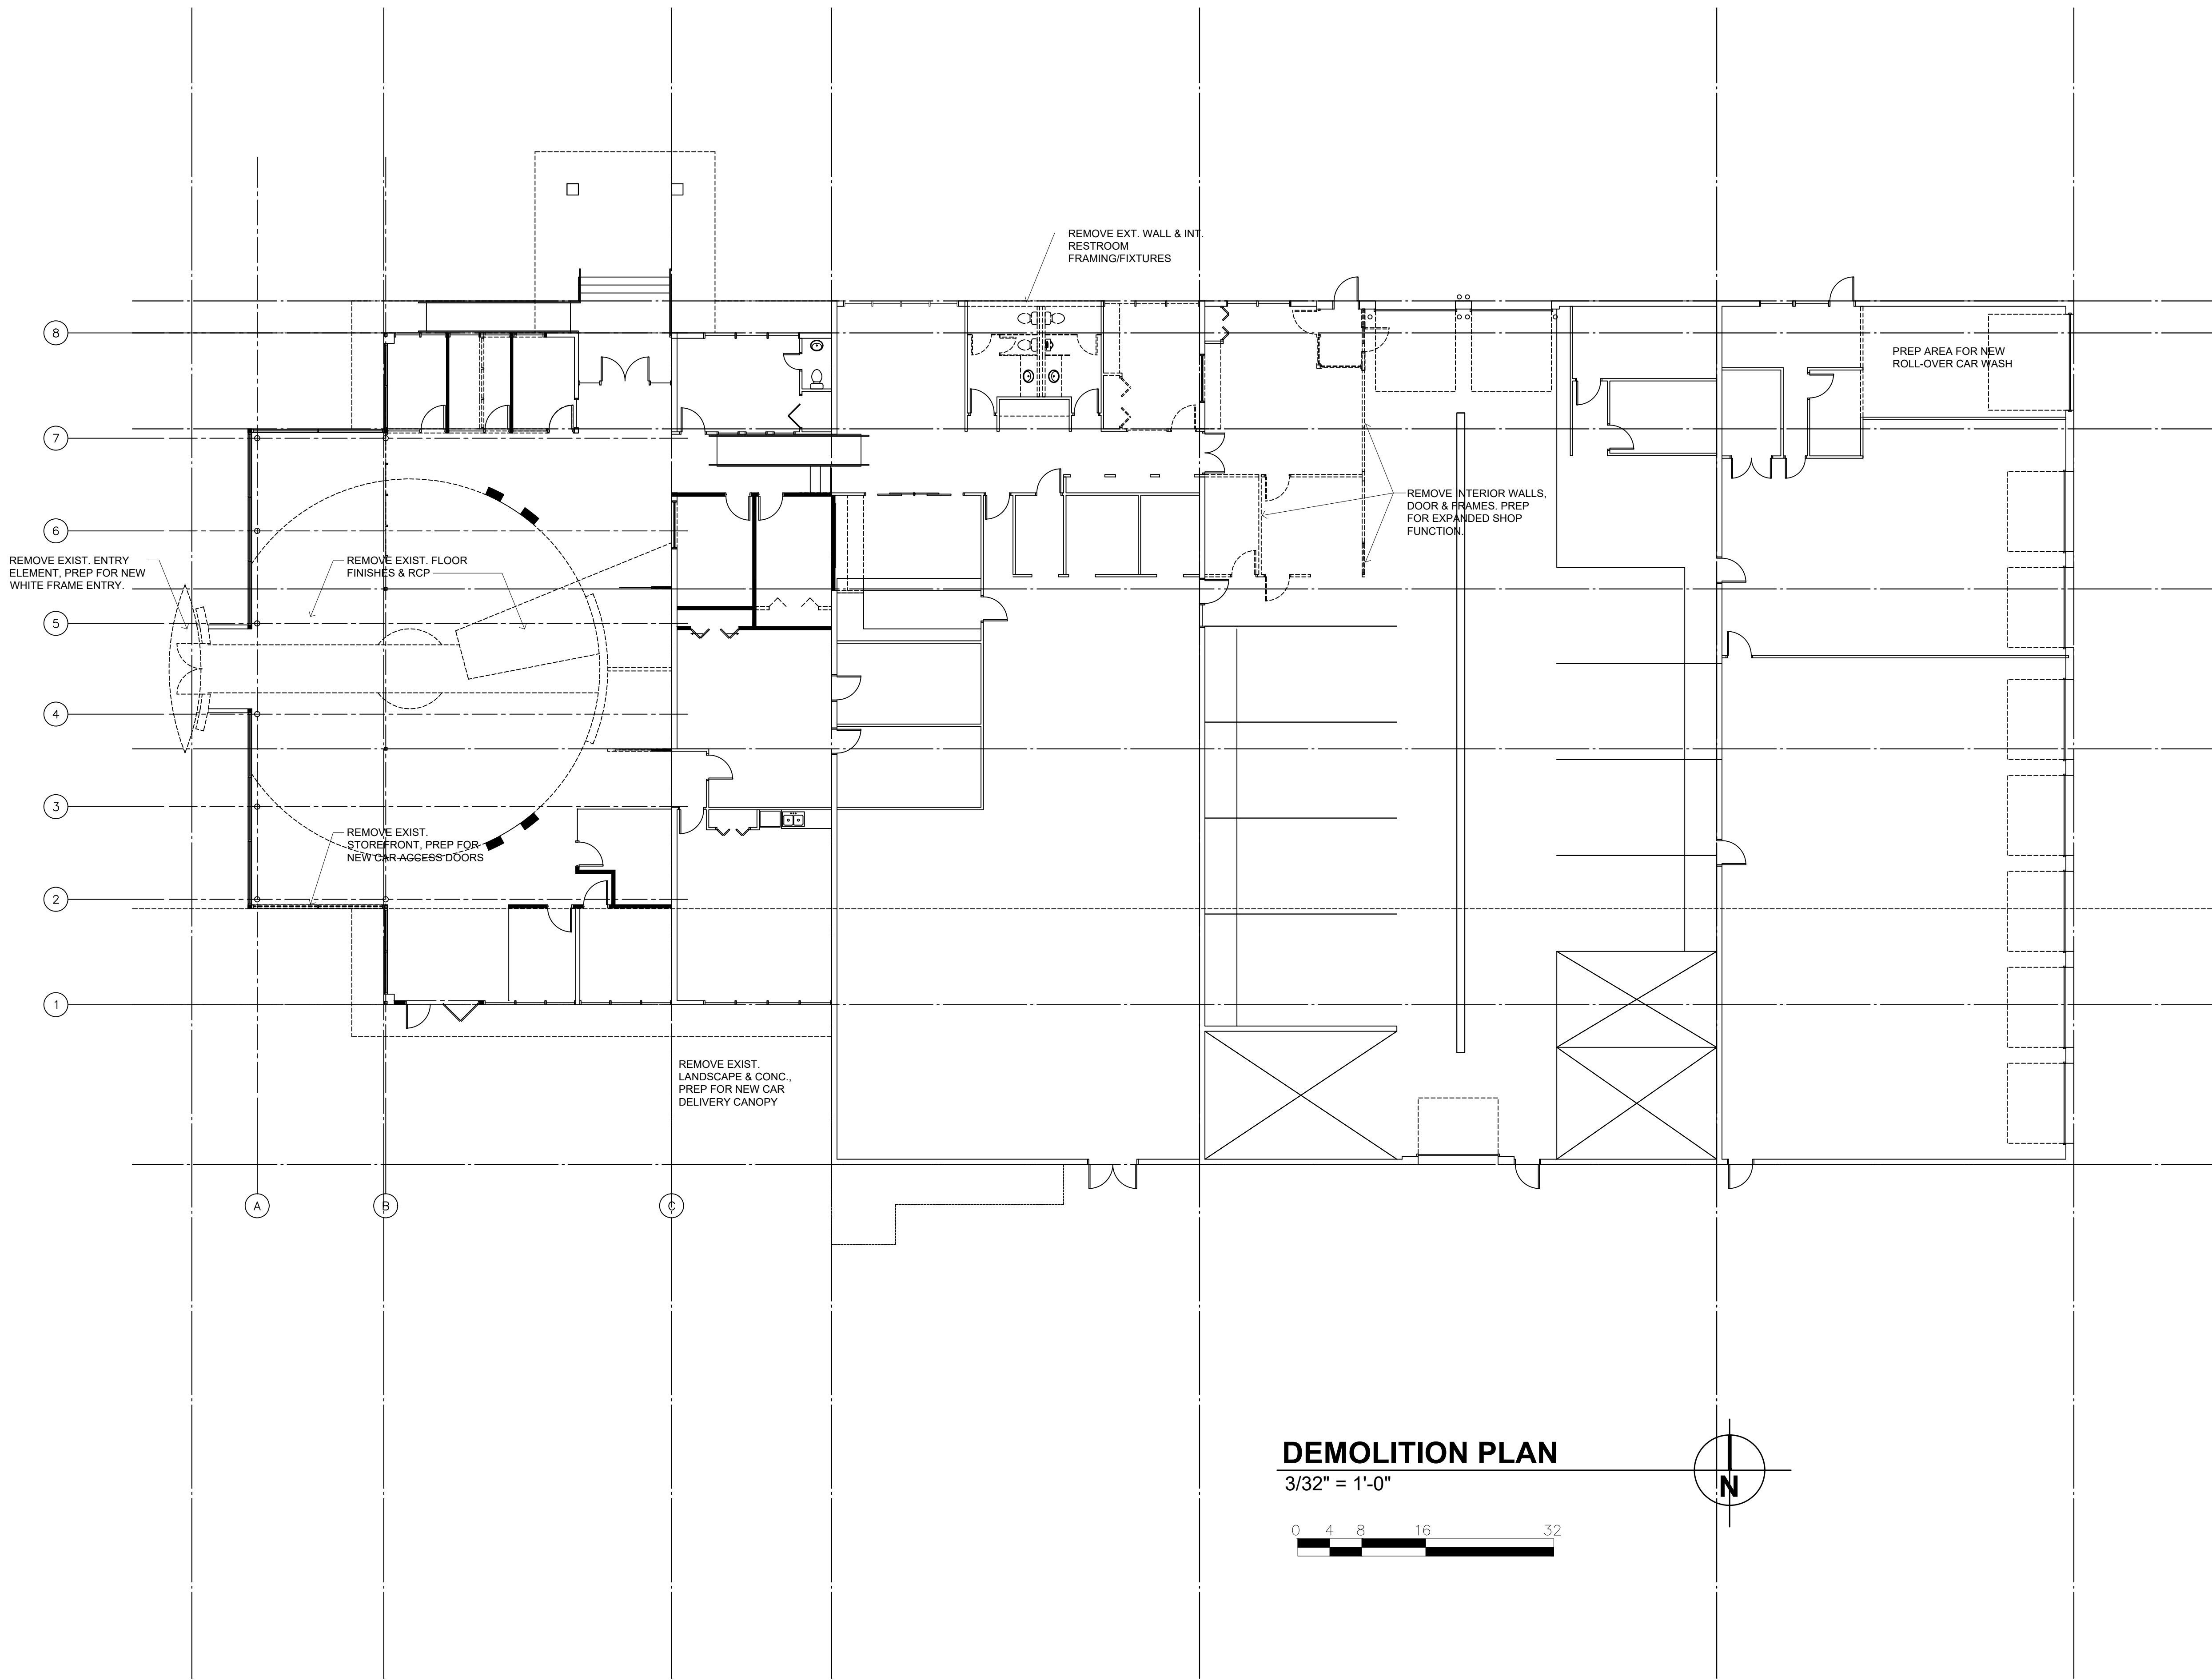 REMOVE EXT. WALL & INT.
RESTROOM
FRAMING/FIXTURES
8
PREP AREA FOR NEW
ROLL-OVER CAR WASH
7
REMOVE INTERIOR WALLS,
DOOR & FRAMES. PREP
FOR EXPANDED SHOP
FUNCTION.
6
REMOVE EXIST. ENTRY
ELEMENT, PREP FOR NEW
WHITE FRAME ENTRY.
REMOVE EXIST. FLOOR
FINISHES & RCP
5
4
3
REMOVE EXIST.
STOREFRONT, PREP FOR
NEW CAR ACCESS DOORS
2
1
REMOVE EXIST.
LANDSCAPE & CONC.,
PREP FOR NEW CAR
DELIVERY CANOPY
A B C
DEMOLITION PLAN
3/32" = 1'-0"
N
0 4 8 16 32